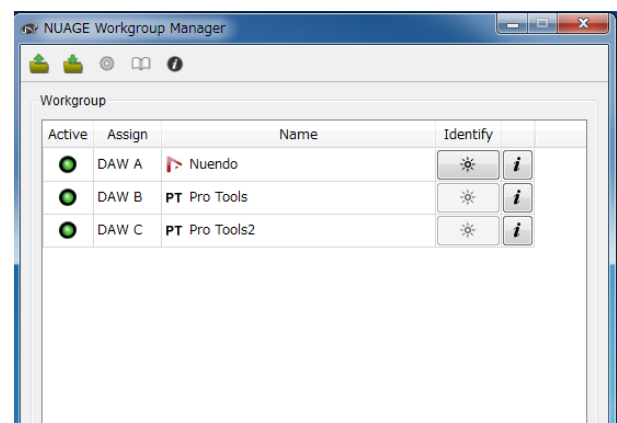 NUAGE Workgroup Manager
Workgroup
Active Assign Name Identify
DAW A Nuendo i
DAW B PT Pro Tools i
DAW C PT Pro Tools2 i